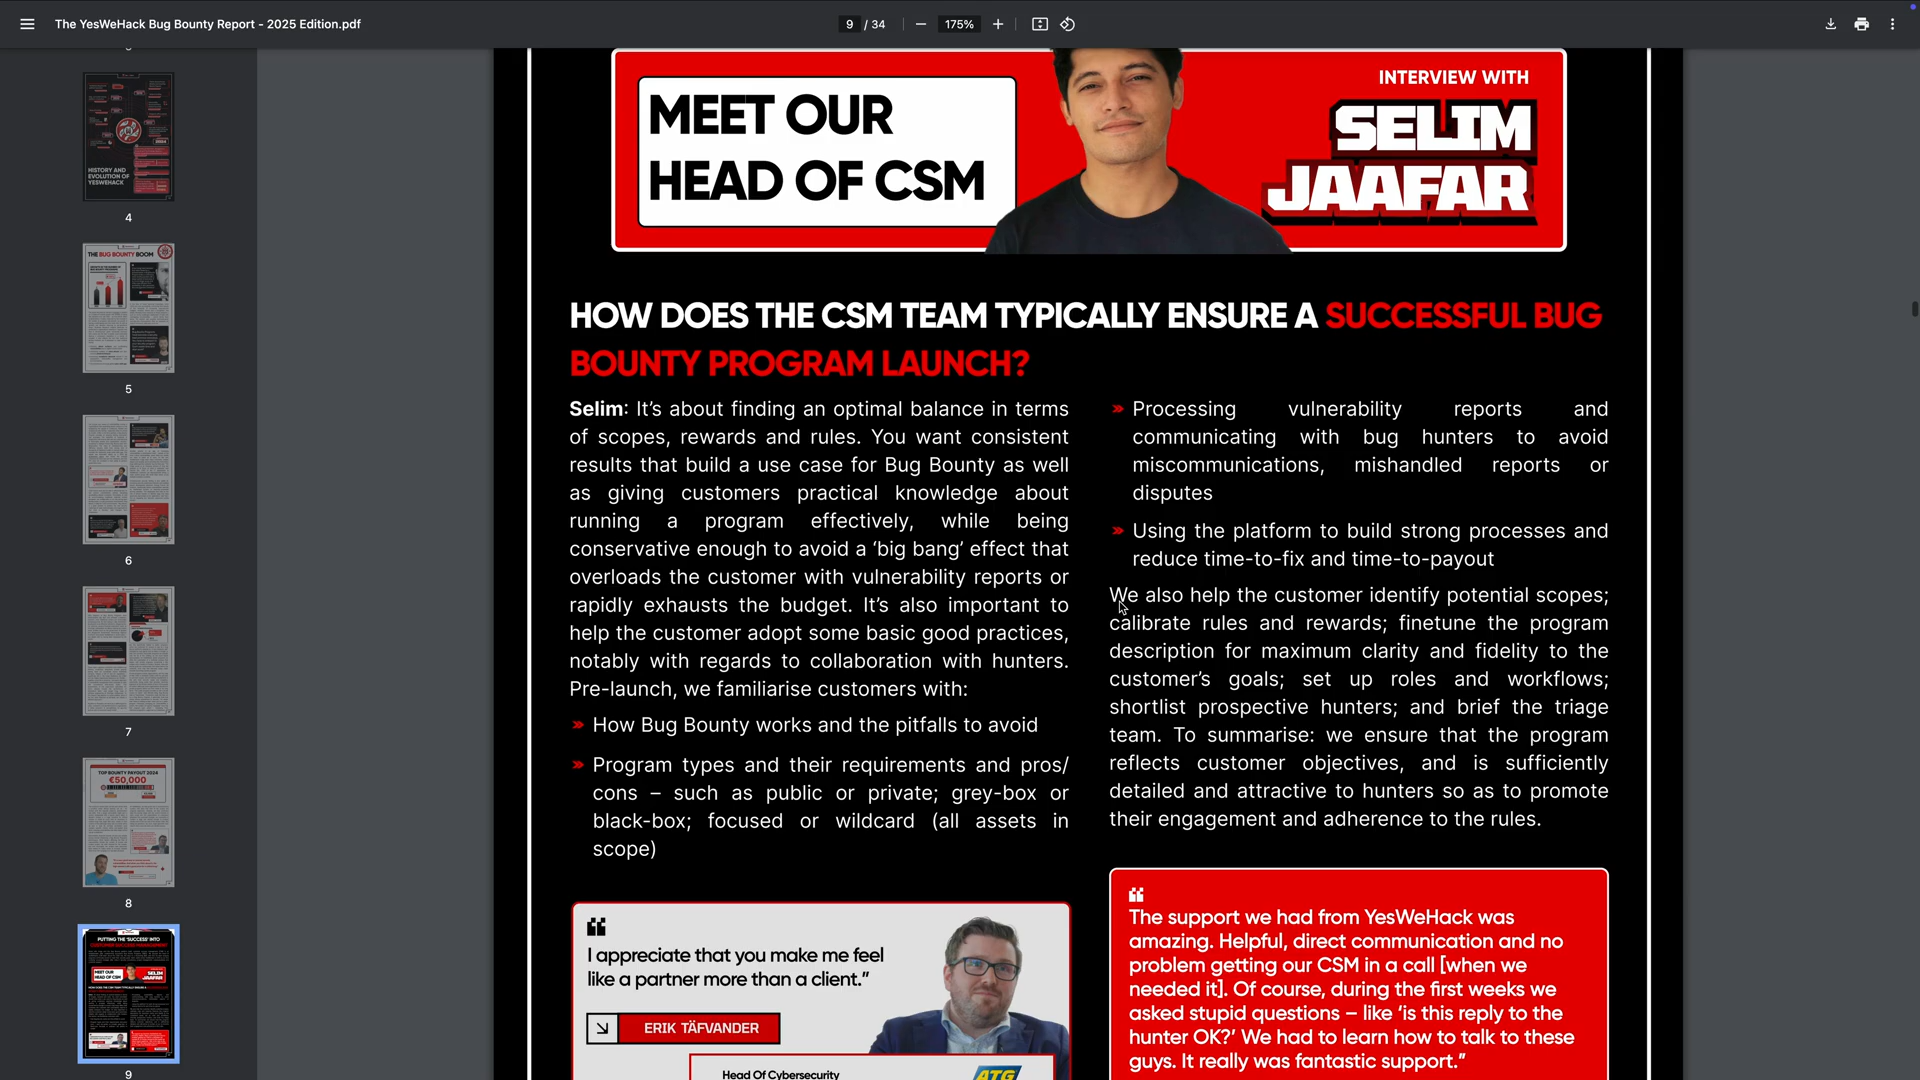 The YesWeHack Bug Bounty Report - 2025 Edition.pdf
9 / 34
175%
4
THE BUG BOUNTY BOOM
5
6
7
TOP BOUNTY PAYOUT 2024
€50,000
8
9
MEET OUR
HEAD OF CSM
INTERVIEW WITH
SELIM
JAAFAR
HOW DOES THE CSM TEAM TYPICALLY ENSURE A SUCCESSFUL BUG
BOUNTY PROGRAM LAUNCH?
Selim: It’s about finding an optimal balance in terms
of scopes, rewards and rules. You want consistent
results that build a use case for Bug Bounty as well
as giving customers practical knowledge about
running a program effectively, while being
conservative enough to avoid a ‘big bang’ effect that
overloads the customer with vulnerability reports or
rapidly exhausts the budget. It’s also important to
help the customer adopt some basic good practices,
notably with regards to collaboration with hunters.
Pre-launch, we familiarise customers with:
» How Bug Bounty works and the pitfalls to avoid
» Program types and their requirements and pros/
cons – such as public or private; grey-box or
black-box; focused or wildcard (all assets in
scope)
» Processing vulnerability reports and
communicating with bug hunters to avoid
miscommunications, mishandled reports or
disputes
» Using the platform to build strong processes and
reduce time-to-fix and time-to-payout
We also help the customer identify potential scopes;
calibrate rules and rewards; finetune the program
description for maximum clarity and fidelity to the
customer’s goals; set up roles and workflows;
shortlist prospective hunters; and brief the triage
team. To summarise: we ensure that the program
reflects customer objectives, and is sufficiently
detailed and attractive to hunters so as to promote
their engagement and adherence to the rules.
I appreciate that you make me feel
like a partner more than a client.”
ERIK TÄFVANDER
Head Of Cybersecurity
ATG
The support we had from YesWeHack was
amazing. Helpful, direct communication and no
problem getting our CSM in a call [when we
needed it]. Of course, during the first weeks we
asked stupid questions – like ‘is this reply to the
hunter OK?’ We had to learn how to talk to these
guys. It really was fantastic support.”